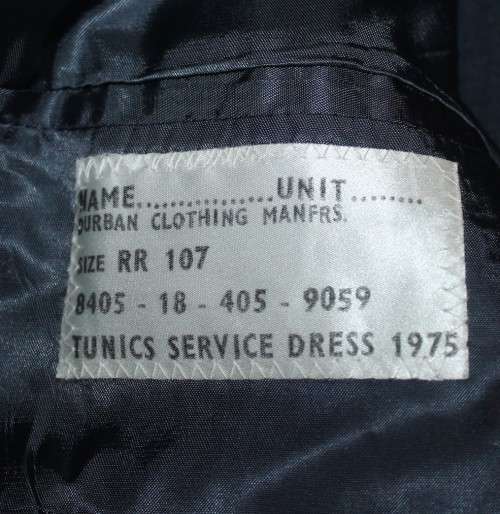 NAME...............UNIT........
DURBAN CLOTHING MANFRS.
SIZE RR 107
8405 - 18 - 405 - 9059
TUNICS SERVICE DRESS 1975